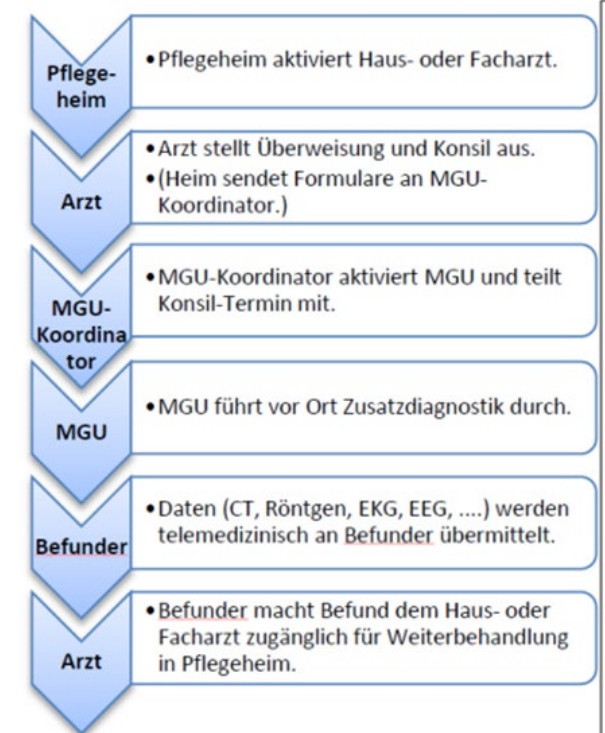 Pflege-
heim
•Pflegeheim aktiviert Haus- oder Facharzt.
Arzt
•Arzt stellt Überweisung und Konsil aus.
•(Heim sendet Formulare an MGU-
Koordinator.)
MGU-
Koordina
tor
•MGU-Koordinator aktiviert MGU und teilt
Konsil-Termin mit.
MGU
•MGU führt vor Ort Zusatzdiagnostik durch.
Befunder
•Daten (CT, Röntgen, EKG, EEG, ....) werden
telemedizinisch an Befunder übermittelt.
Arzt
•Befunder macht Befund dem Haus- oder
Facharzt zugänglich für Weiterbehandlung
in Pflegeheim.